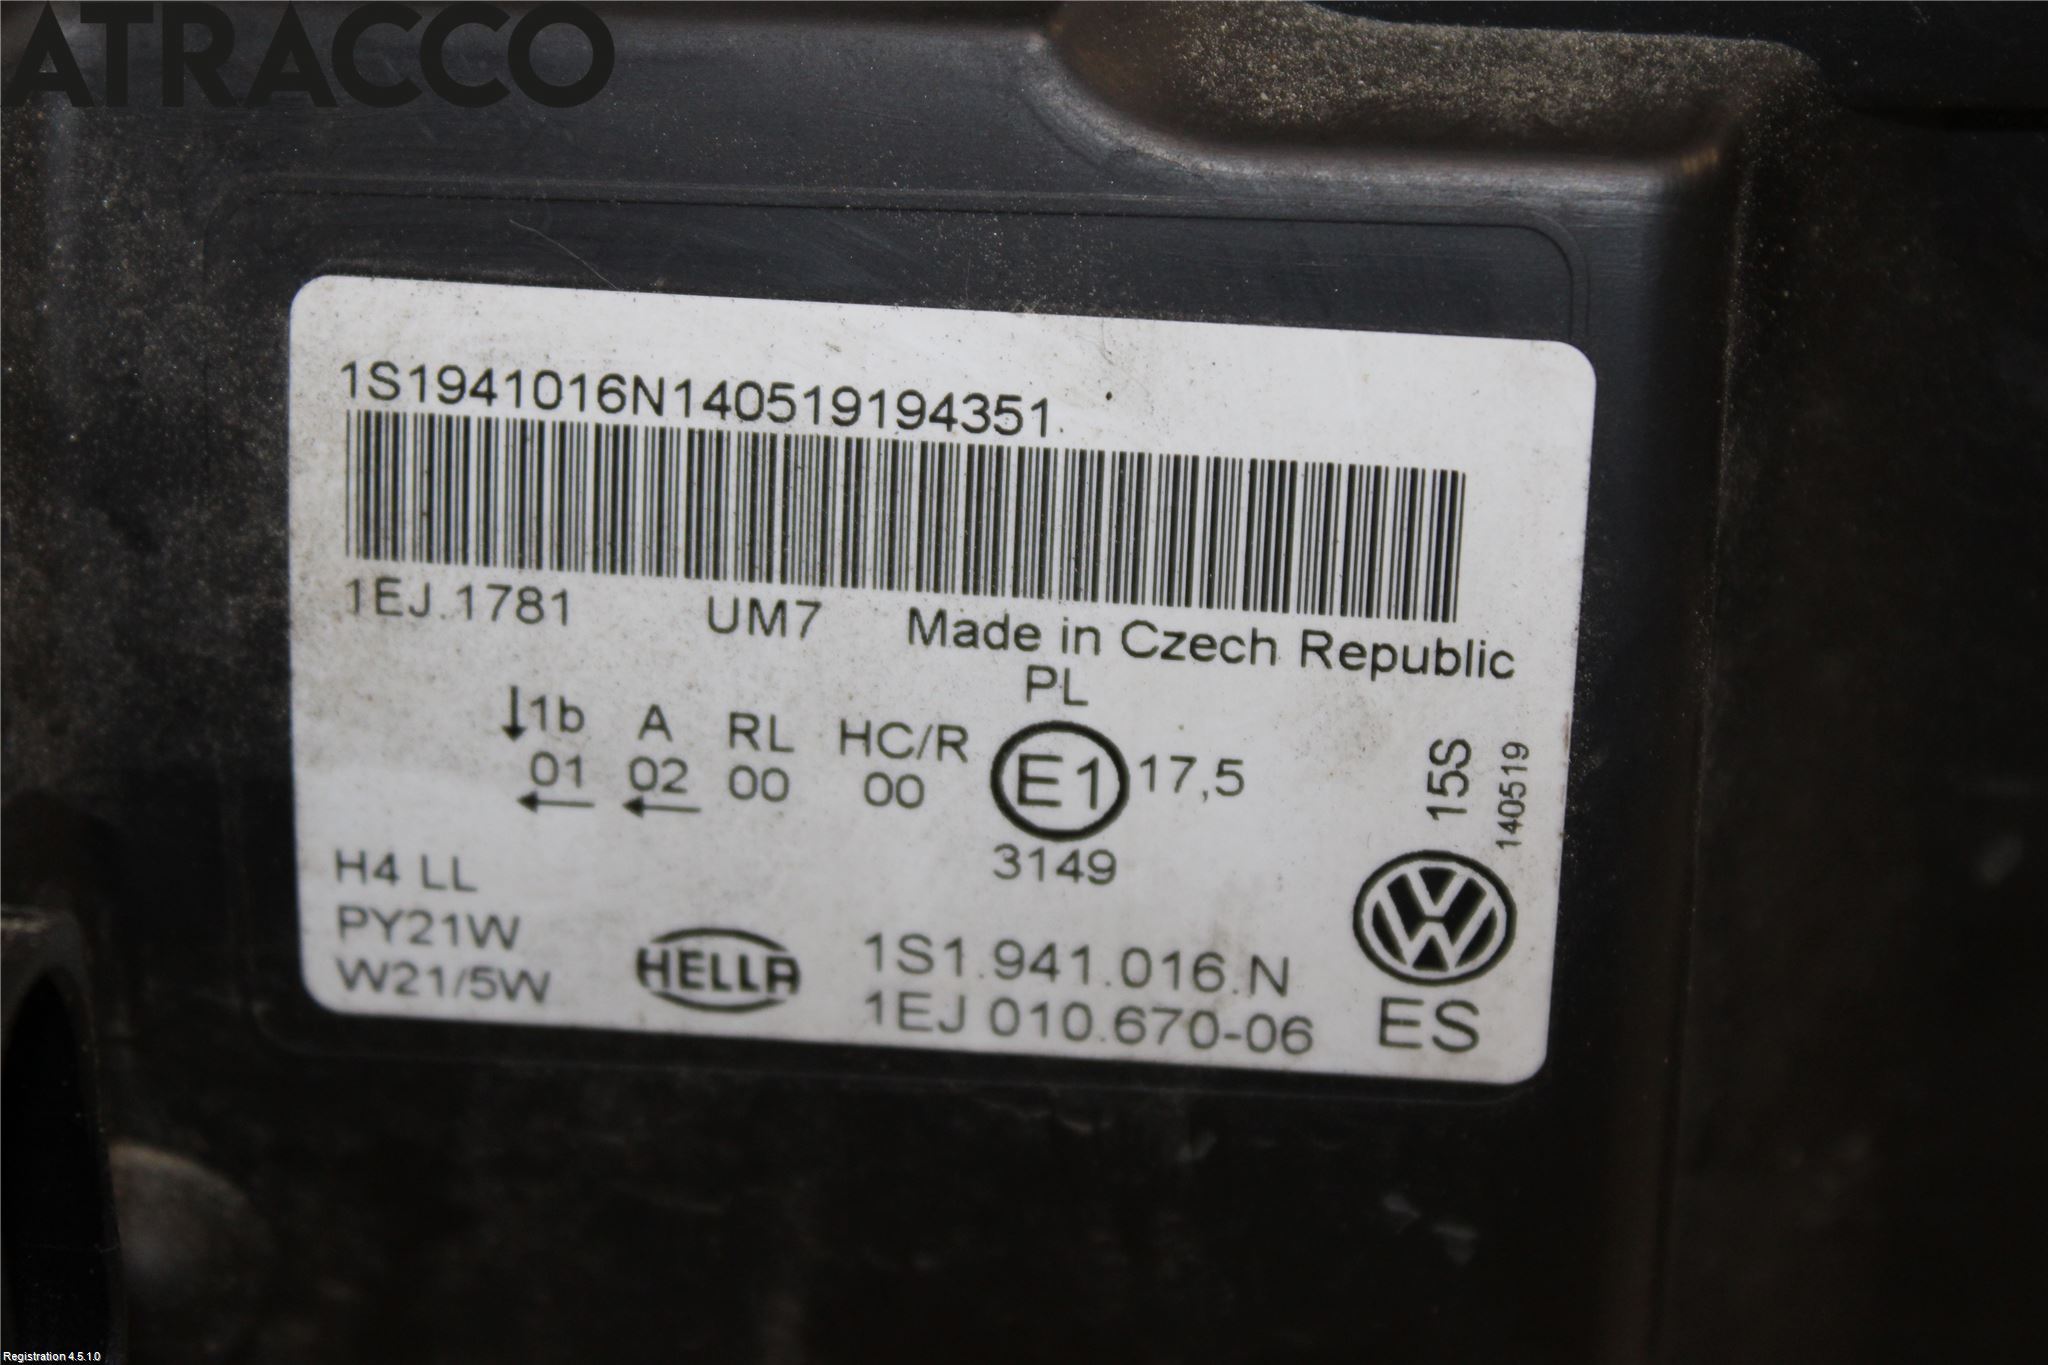 ATRACCO
1S1941016N140519194351
1EJ.1781 UM7 Made in Czech Republic
PL
↓1b A RL HC/R
01 02 00 00 E1 17,5
← ←
3149
15S
140519
H4 LL
PY21W
W21/5W
HELLA
1S1.941.016.N
1EJ 010.670-06
VW
ES
Registration 4.5.1.0